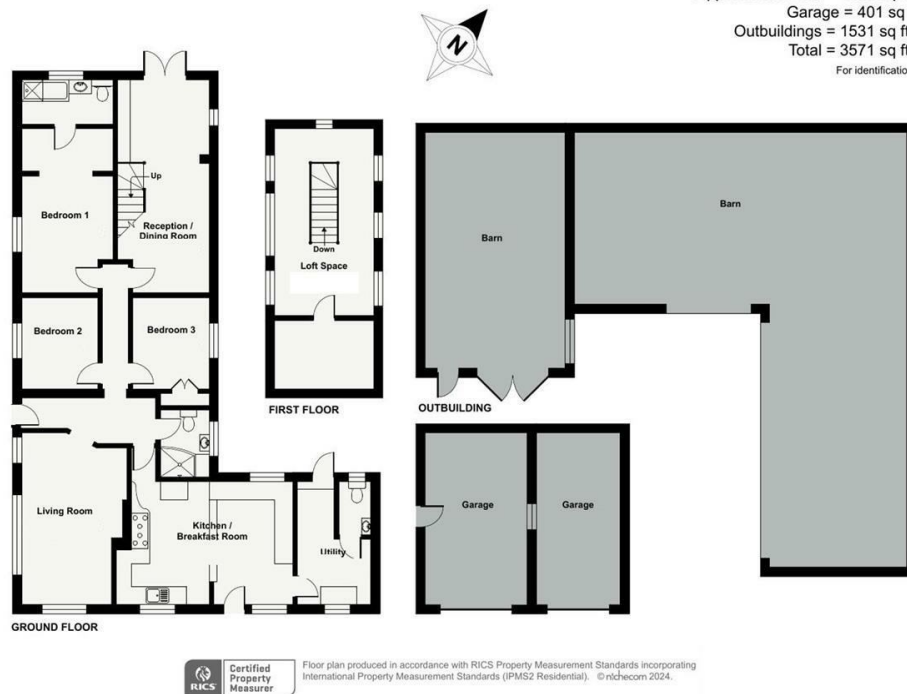 Garage = 401 sq
Outbuildings = 1531 sq ft
Total = 3571 sq ft
For identificatio
N
Up
Bedroom 1
Reception /
Dining Room
Bedroom 2
Bedroom 3
Living Room
Kitchen /
Breakfast Room
Utility
GROUND FLOOR
Down
Loft Space
FIRST FLOOR
Barn
Barn
OUTBUILDING
Garage
Garage
RICS
Certified
Property
Measurer
Floor plan produced in accordance with RICS Property Measurement Standards incorporating
International Property Measurement Standards (IPMS2 Residential). © nichecom 2024.